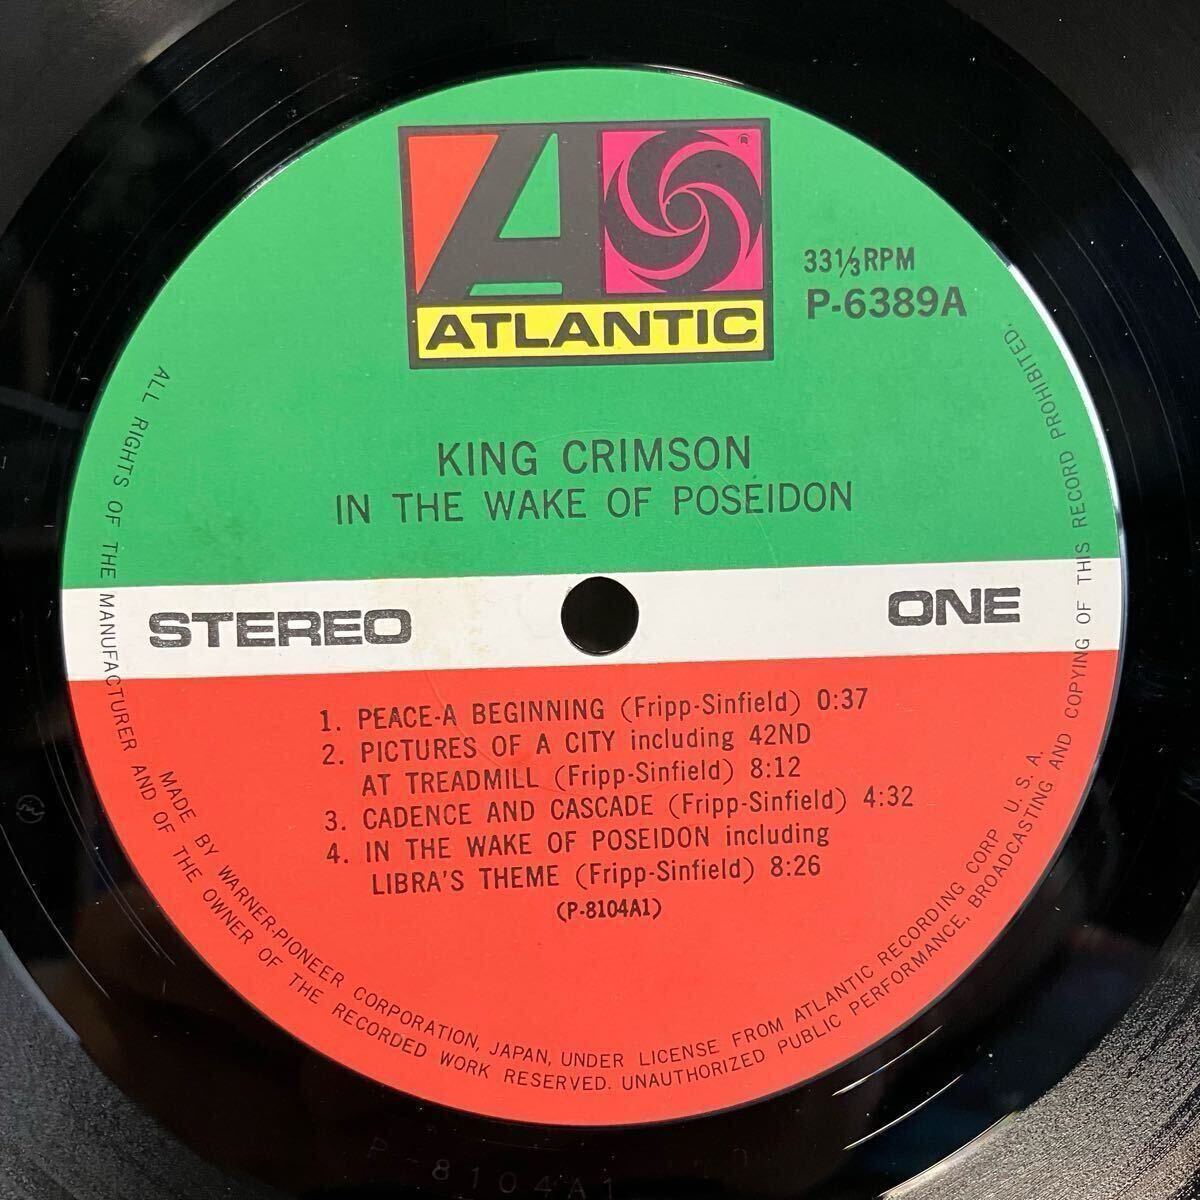 ATLANTIC
33⅓RPM
P-6389A
KING CRIMSON
IN THE WAKE OF POSEIDON
STEREO
ONE
1. PEACE-A BEGINNING (Fripp-Sinfield) 0:37
2. PICTURES OF A CITY including 42ND
AT TREADMILL (Fripp-Sinfield) 8:12
3. CADENCE AND CASCADE (Fripp-Sinfield) 4:32
4. IN THE WAKE OF POSEIDON including
LIBRA'S THEME (Fripp-Sinfield) 8:26
(P-8104A1)
MADE BY WARNER-PIONEER CORPORATION, JAPAN, UNDER LICENSE FROM ATLANTIC RECORDING CORP U. S. A.
ALL RIGHTS OF THE MANUFACTURER AND OF THE OWNER OF THE RECORDED WORK RESERVED. UNAUTHORIZED PUBLIC PERFORMANCE, BROADCASTING AND COPYING OF THIS RECORD PROHIBITED.
P-8104A1